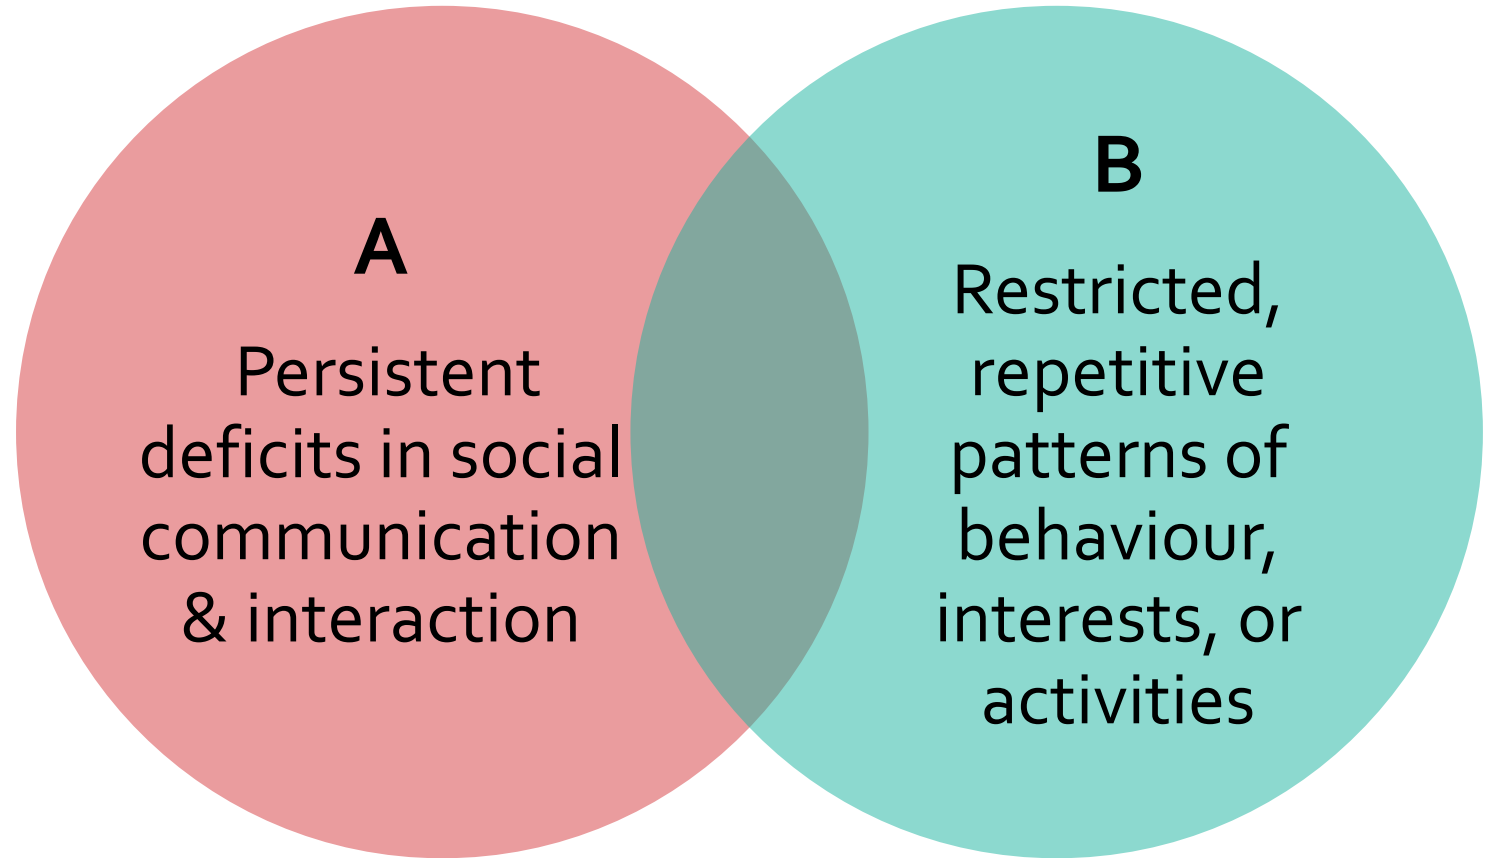 A
Persistent
deficits in social
communication
& interaction
B
Restricted,
repetitive
patterns of
behaviour,
interests, or
activities